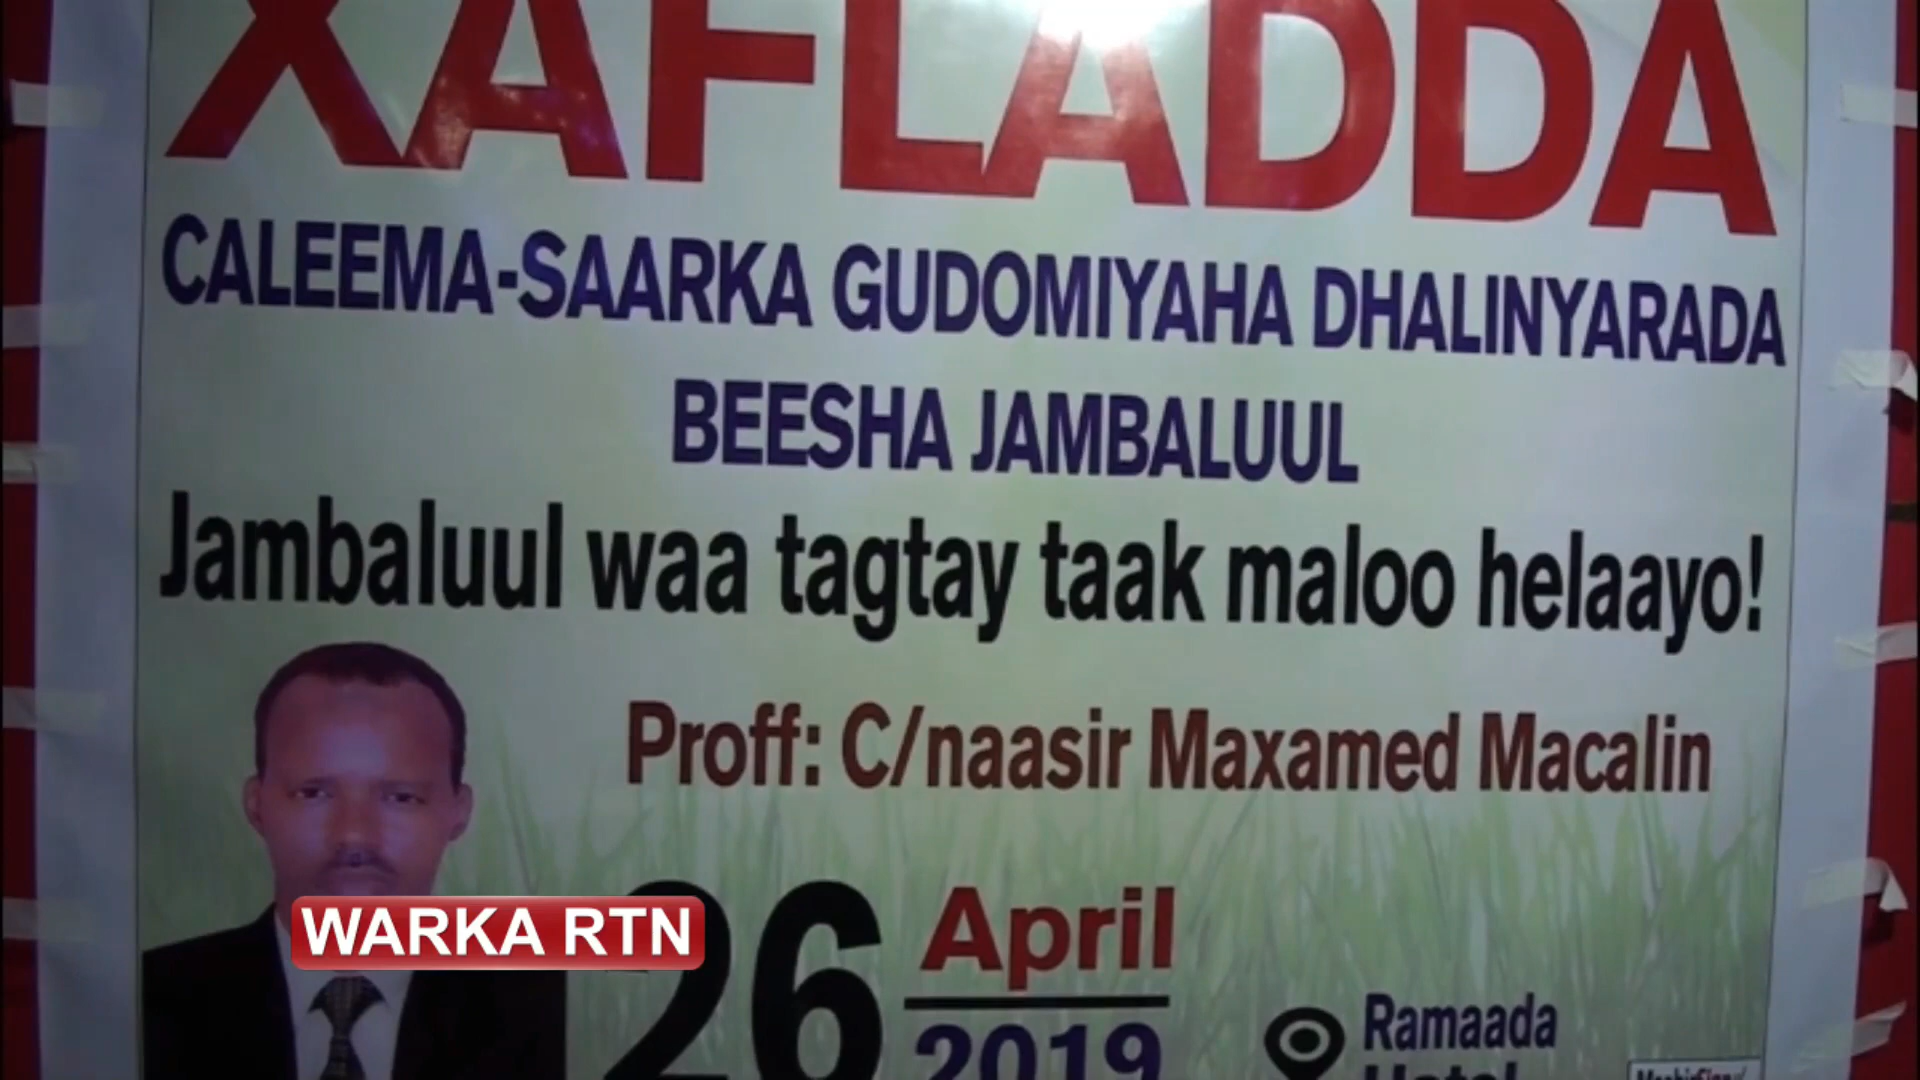 XAFLADDA
CALEEMA-SAARKA GUDOMIYAHA DHALINYARADA
BEESHA JAMBALUUL
Jambaluul waa tagtay taak maloo helaayo!
Proff: C/naasir Maxamed Macalin
26 April
2019
Ramaada
Hotel
WARKA RTN